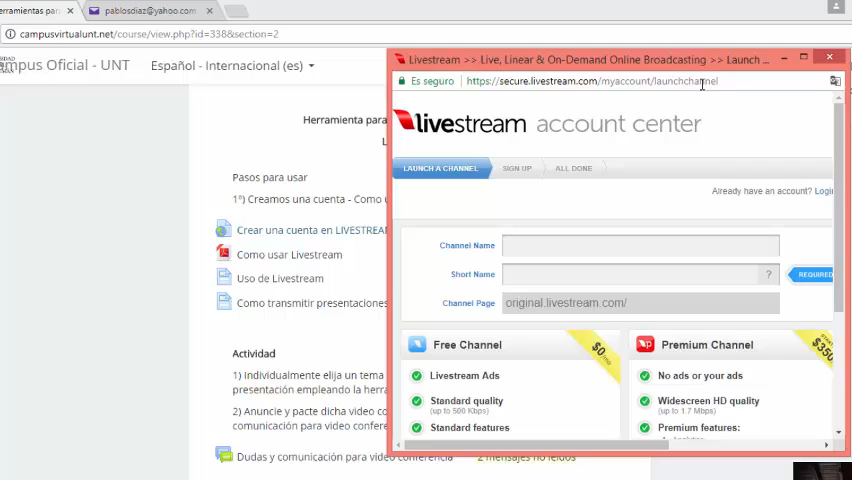 erramientas para
pablosdiaz@yahoo.com
campusvirtualunt.net/course/view.php?id=338&section=2
ampus Oficial - UNT
Español - Internacional (es)
Livestream >> Live, Linear & On-Demand Online Broadcasting >> Launch ...
Es seguro
https://secure.livestream.com/myaccount/launchchannel
livestream account center
LAUNCH A CHANNEL
SIGN UP
ALL DONE
Already have an account? Login
Channel Name
Short Name
?
REQUIRED
Channel Page
original.livestream.com/
Free Channel
$0/mo
Livestream Ads
Standard quality
(up to 500 Kbps)
Standard features
Premium Channel
$350
No ads or your ads
Widescreen HD quality
(up to 1.7 Mbps)
Premium features:
Herramienta para
Pasos para usar
1º) Creamos una cuenta - Como u
Crear una cuenta en LIVESTREA
Como usar Livestream
Uso de Livestream
Como transmitir presentaciones
Actividad
1) Individualmente elija un tema
presentación empleando la herra
2) Anuncie y pacte dicha video co
comunicación para video confere
Dudas y comunicación para video conferencia
2 mensajes no leídos